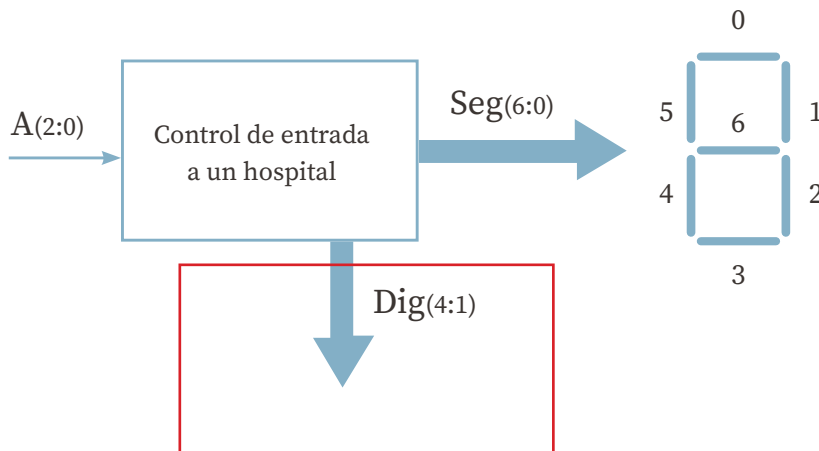 0
A(2:0)
Control de entrada
a un hospital
Seg(6:0)
5
6
1
4
2
3
Dig(4:1)